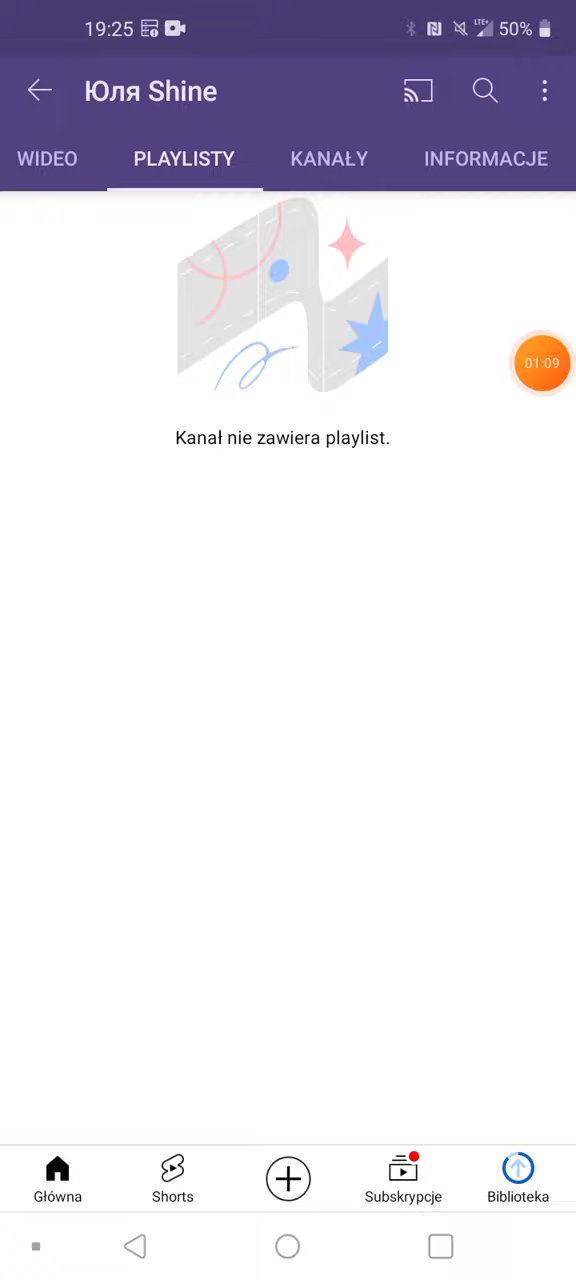 19:25 LTE+ 50%
Юля Shine
WIDEO PLAYLISTY KANAŁY INFORMACJE
01:09
Kanał nie zawiera playlist.
Główna Shorts Subskrypcje Biblioteka